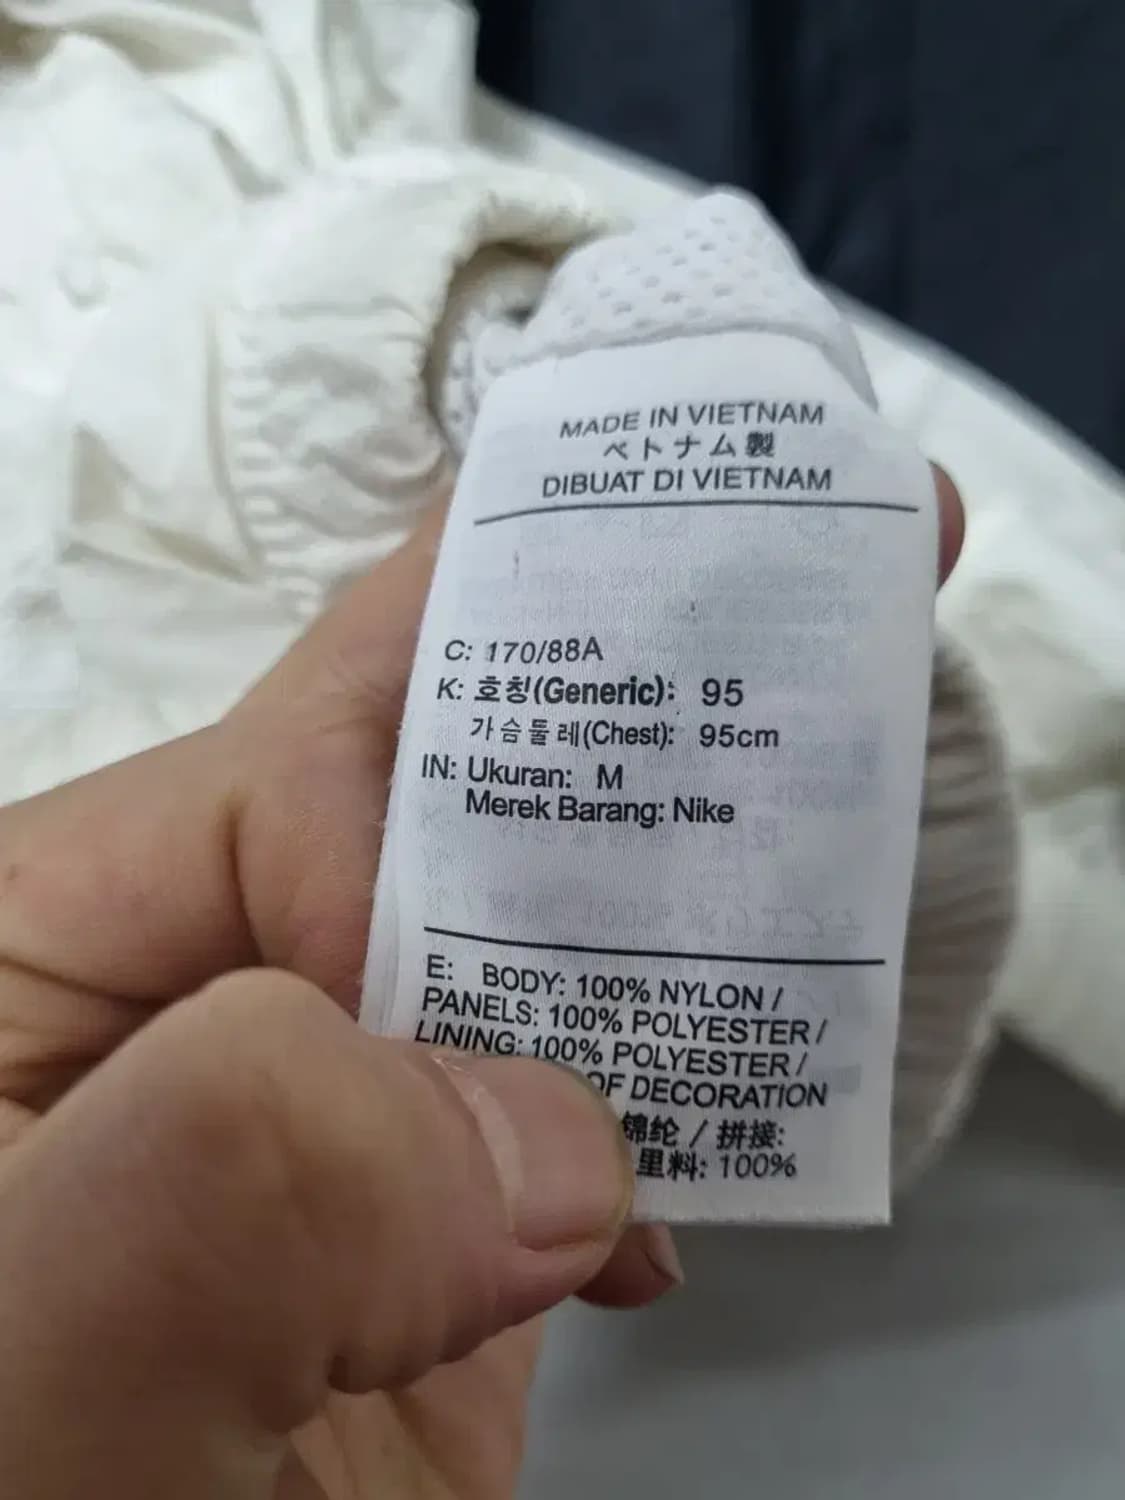 MADE IN VIETNAM
ベトナム製
DIBUAT DI VIETNAM
C: 170/88A
K: 호칭(Generic): 95
가슴둘레(Chest): 95cm
IN: Ukuran: M
Merek Barang: Nike
E: BODY: 100% NYLON /
PANELS: 100% POLYESTER /
LINING: 100% POLYESTER /
OF DECORATION
锦纶 / 拼接:
里料: 100%